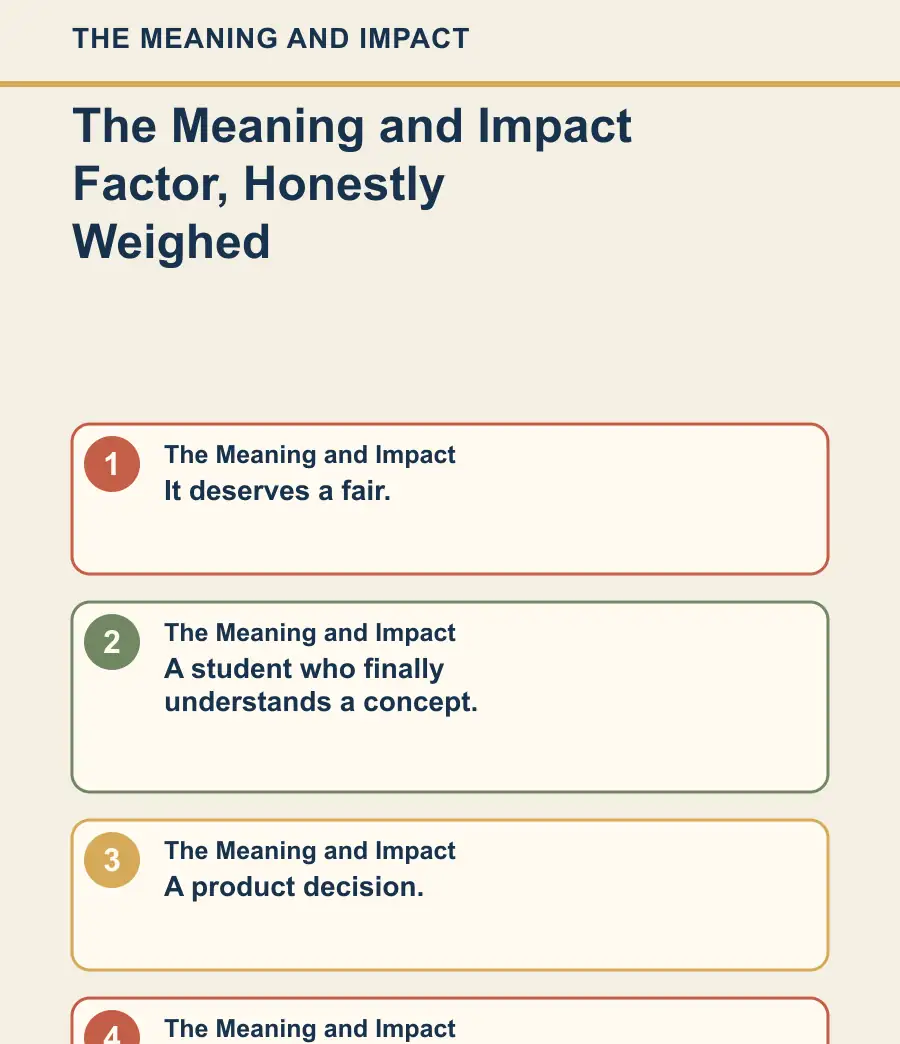 THE MEANING AND IMPACT
The Meaning and Impact
Factor, Honestly
Weighed
1
The Meaning and Impact
It deserves a fair.
2
The Meaning and Impact
A student who finally
understands a concept.
3
The Meaning and Impact
A product decision.
4
The Meaning and Impact